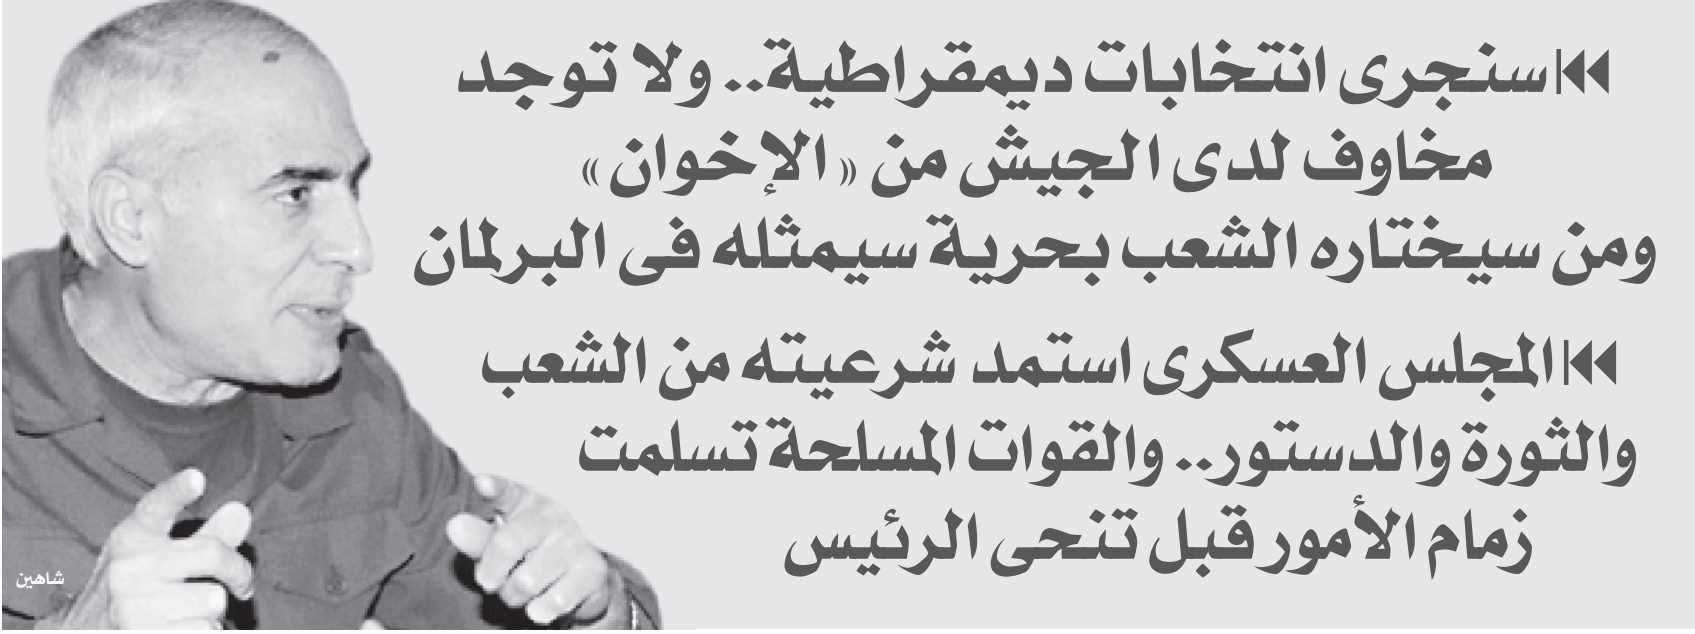 سنجرى انتخابات ديمقراطية.. ولا توجد
مخاوف لدى الجيش من «الإخوان»
ومن سيختاره الشعب بحرية سيمثله فى البرلمان
المجلس العسكرى استمد شرعيته من الشعب
والثورة والدستور.. والقوات المسلحة تسلمت
زمام الأمور قبل تنحى الرئيس
شاهين